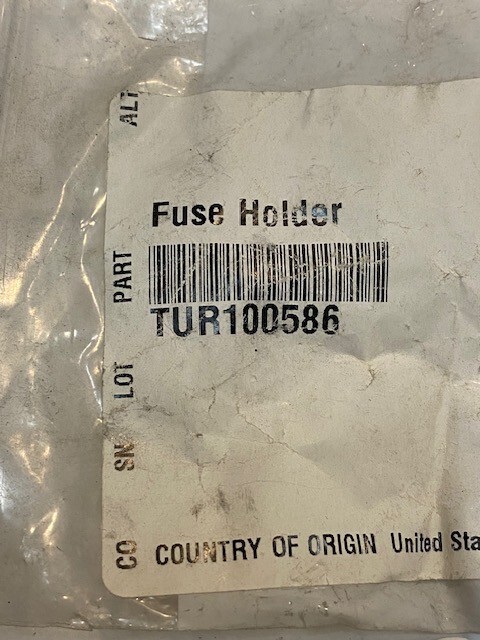 ALT
Fuse Holder
PART
TUR100586
LOT
SN
CO COUNTRY OF ORIGIN United Sta